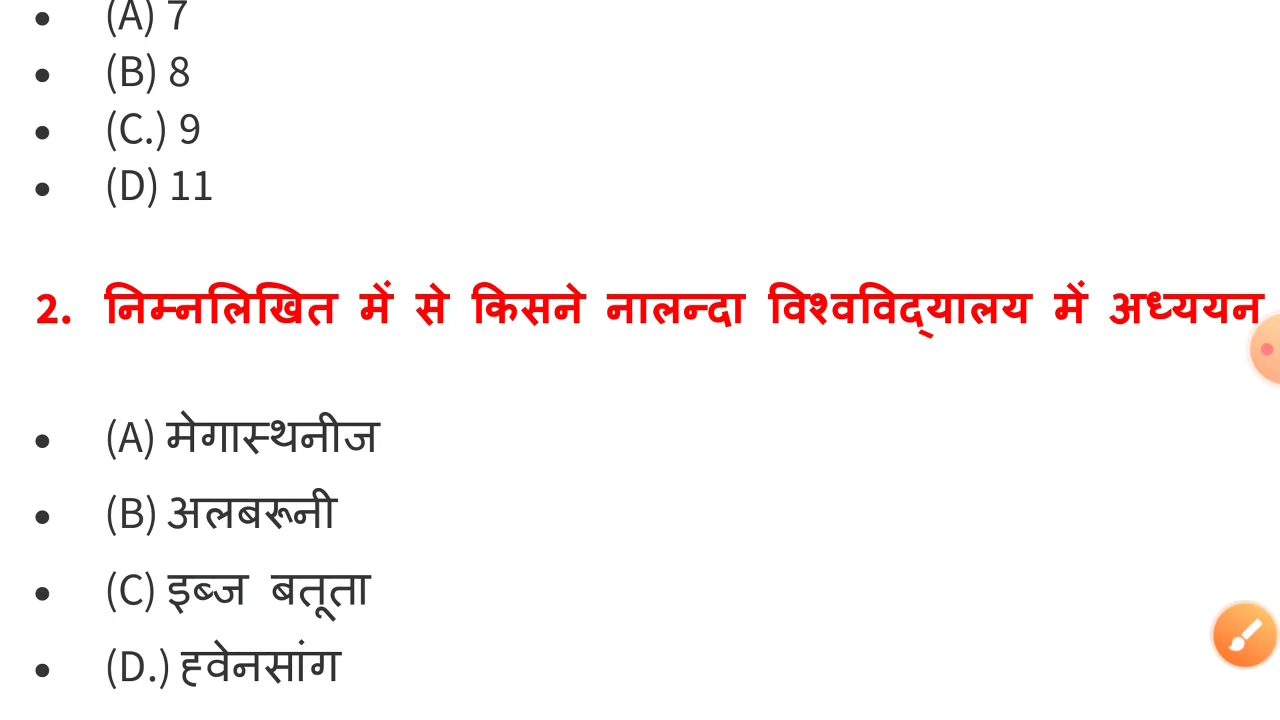 • (A) 7
• (B) 8
• (C.) 9
• (D) 11
2. निम्नलिखित में से किसने नालन्दा विश्वविद्यालय में अध्ययन
• (A) मेगास्थनीज
• (B) अलबरूनी
• (C) इब्ज बतूता
• (D.) ह्वेनसांग